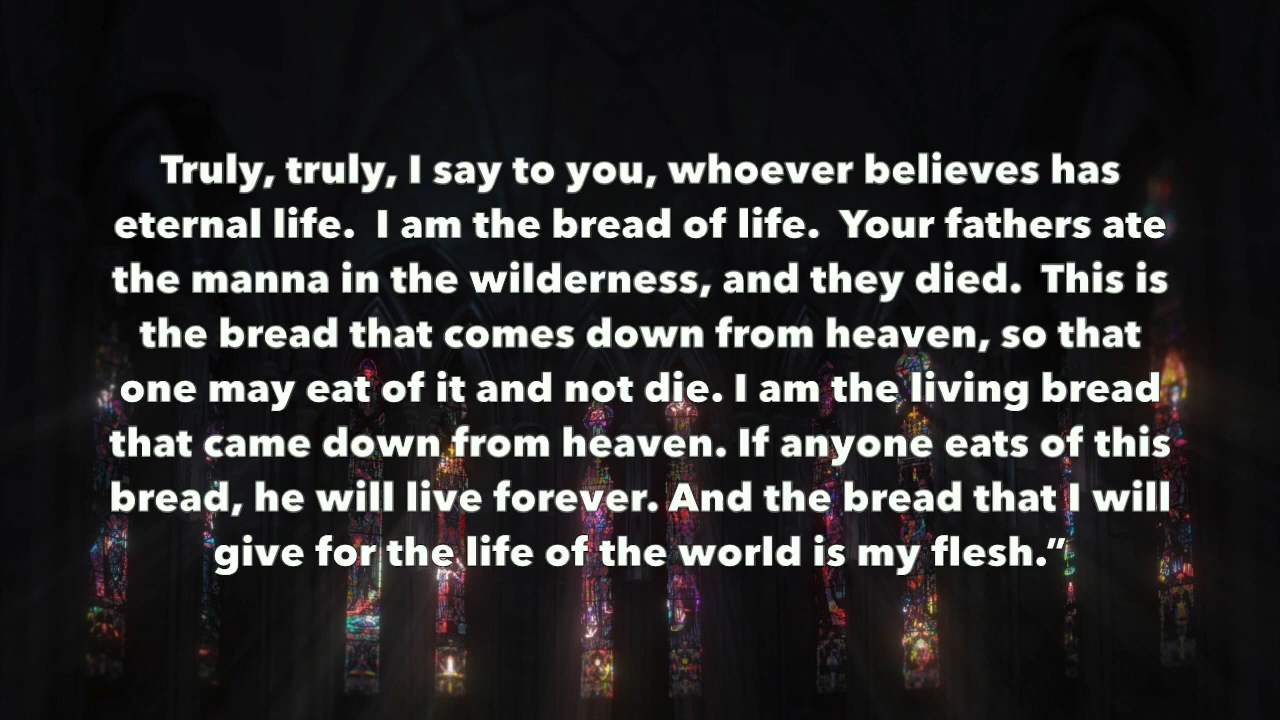 Truly, truly, I say to you, whoever believes has
eternal life.  I am the bread of life.  Your fathers ate
the manna in the wilderness, and they died.  This is
the bread that comes down from heaven, so that
one may eat of it and not die. I am the living bread
that came down from heaven. If anyone eats of this
bread, he will live forever. And the bread that I will
give for the life of the world is my flesh.”